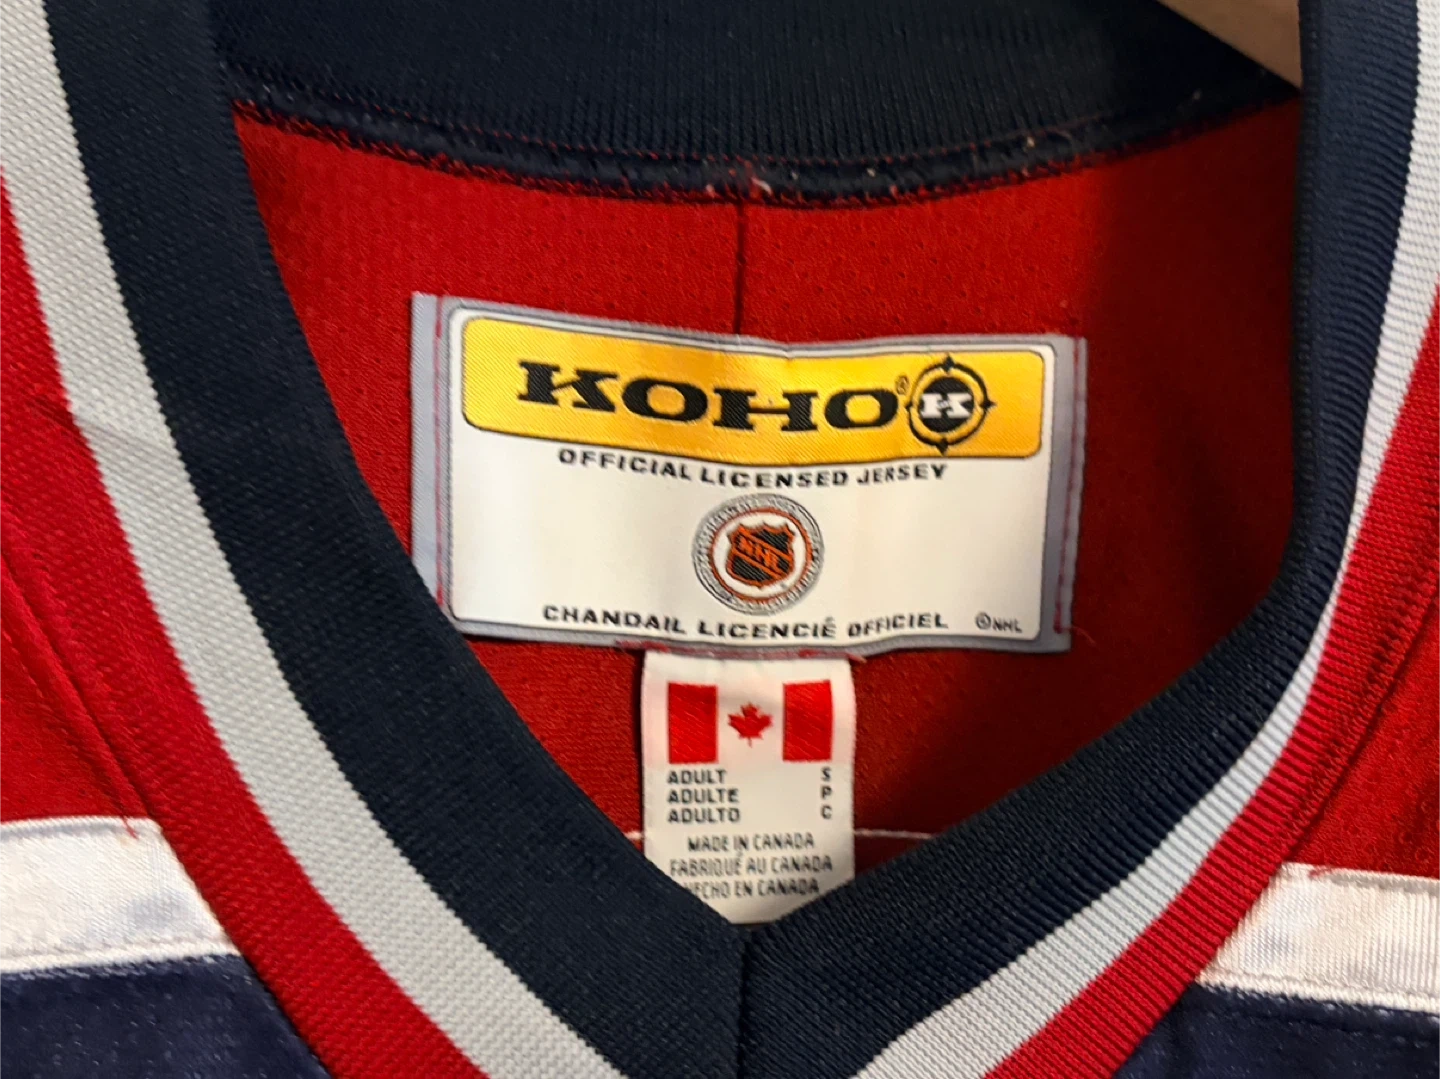 KOHO® K
OFFICIAL LICENSED JERSEY
NHL
CHANDAIL LICENCIÉ OFFICIEL ©NHL
ADULT S
ADULTE P
ADULTO C
MADE IN CANADA
FABRIQUÉ AU CANADA
HECHO EN CANADA